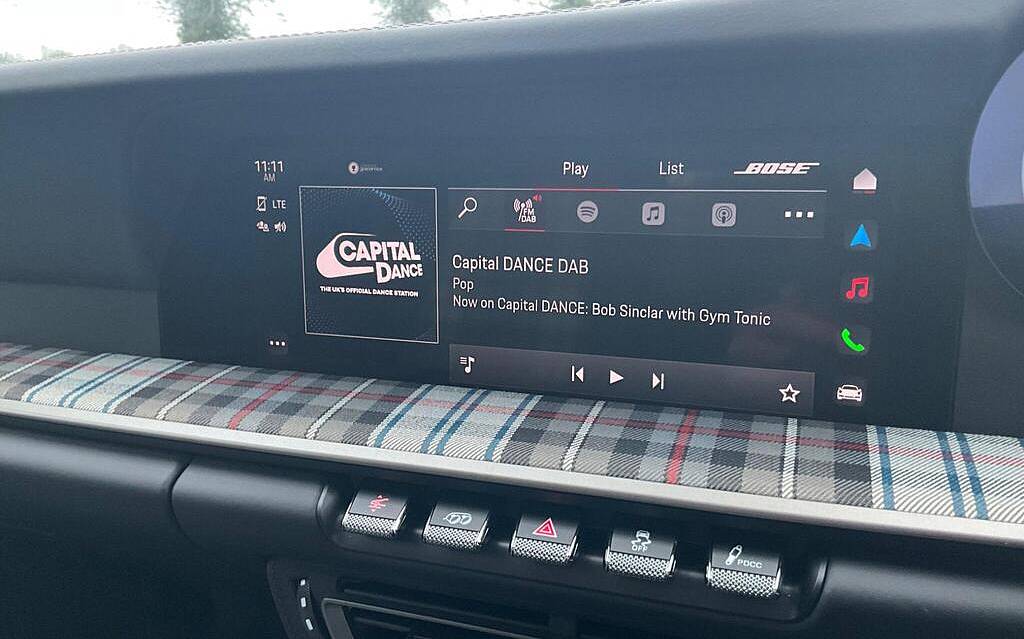 11:11
AM
LTE
Play
List
BOSE
FM
DAB
CAPITAL
DANCE
THE UK'S OFFICIAL DANCE STATION
Capital DANCE DAB
Pop
Now on Capital DANCE: Bob Sinclar with Gym Tonic
OFF
PDCC